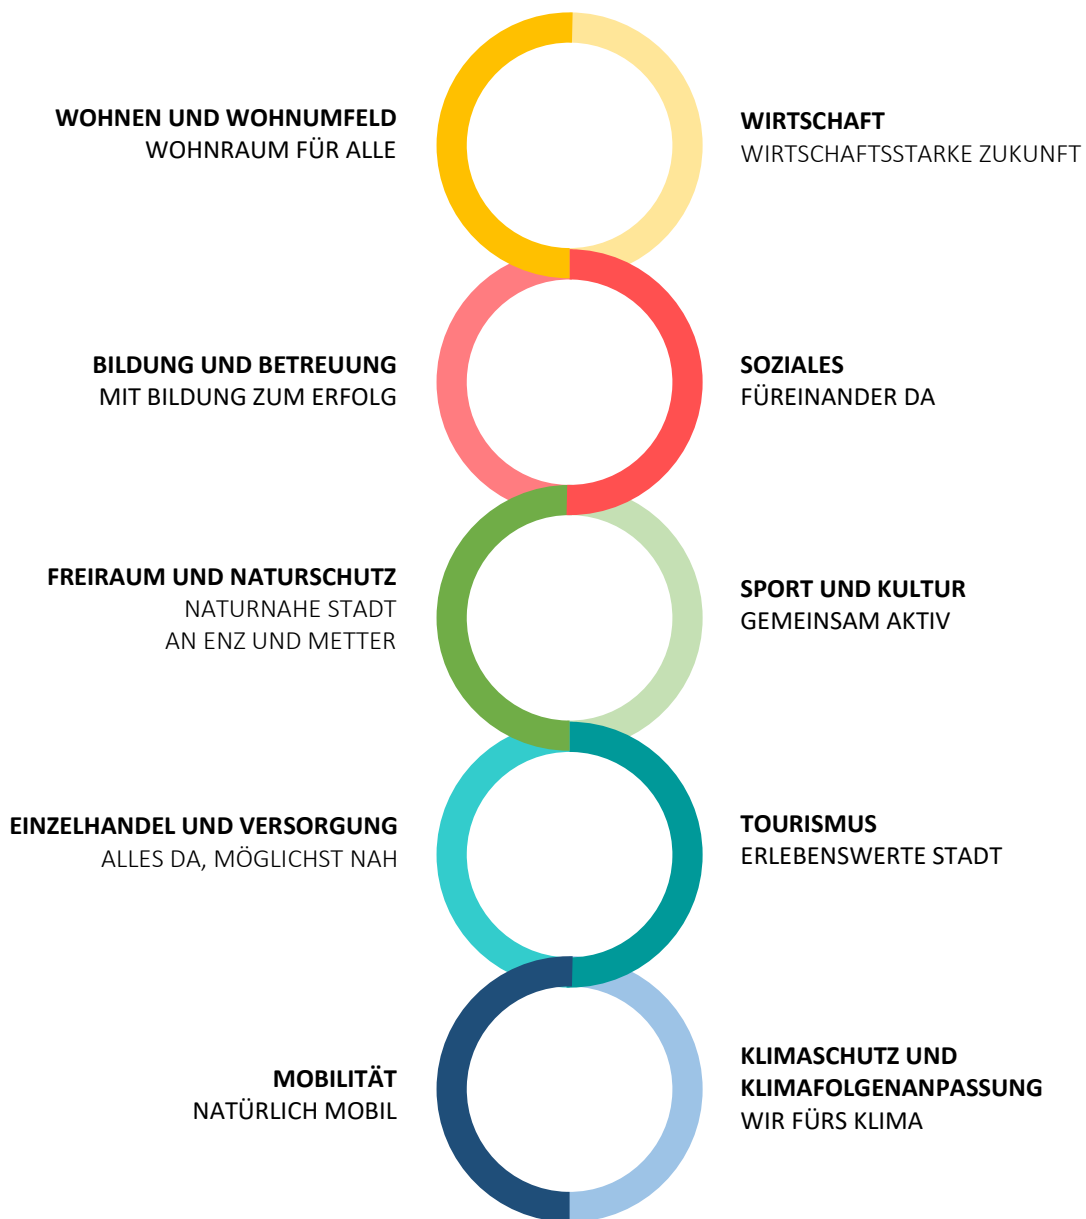 WOHNEN UND WOHNUMFELD
WOHNRAUM FÜR ALLE
WIRTSCHAFT
WIRTSCHAFTSSTARKE ZUKUNFT
BILDUNG UND BETREUUNG
MIT BILDUNG ZUM ERFOLG
SOZIALES
FÜREINANDER DA
FREIRAUM UND NATURSCHUTZ
NATURNAHE STADT
AN ENZ UND METTER
SPORT UND KULTUR
GEMEINSAM AKTIV
EINZELHANDEL UND VERSORGUNG
ALLES DA, MÖGLICHST NAH
TOURISMUS
ERLEBENSWERTE STADT
MOBILITÄT
NATÜRLICH MOBIL
KLIMASCHUTZ UND
KLIMAFOLGENANPASSUNG
WIR FÜRS KLIMA